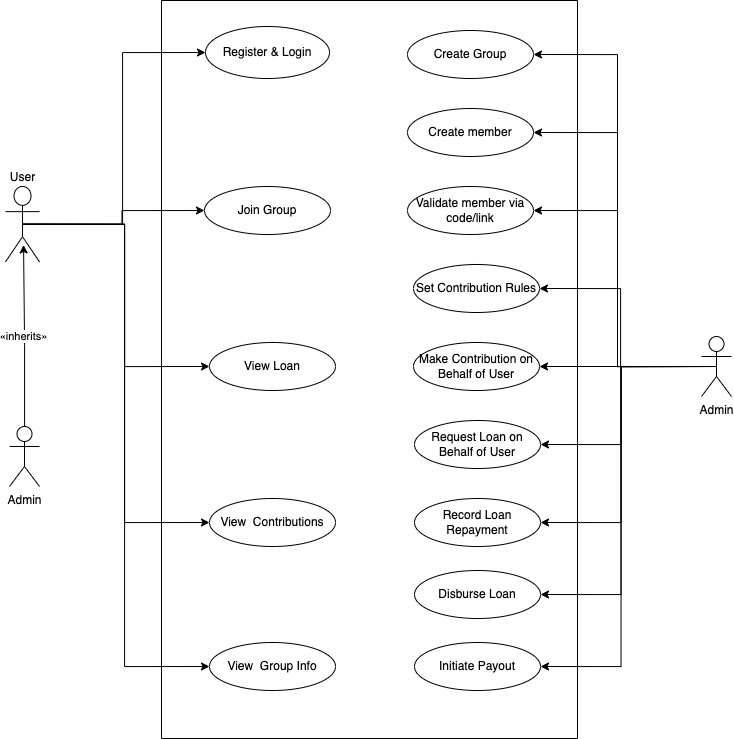 Register & Login
Create Group
Create member
User
Join Group
Validate member via
code/link
Set Contribution Rules
«inherits»
View Loan
Make Contribution on
Behalf of User
Admin
Request Loan on
Behalf of User
Admin
View Contributions
Record Loan
Repayment
Disburse Loan
View Group Info
Initiate Payout